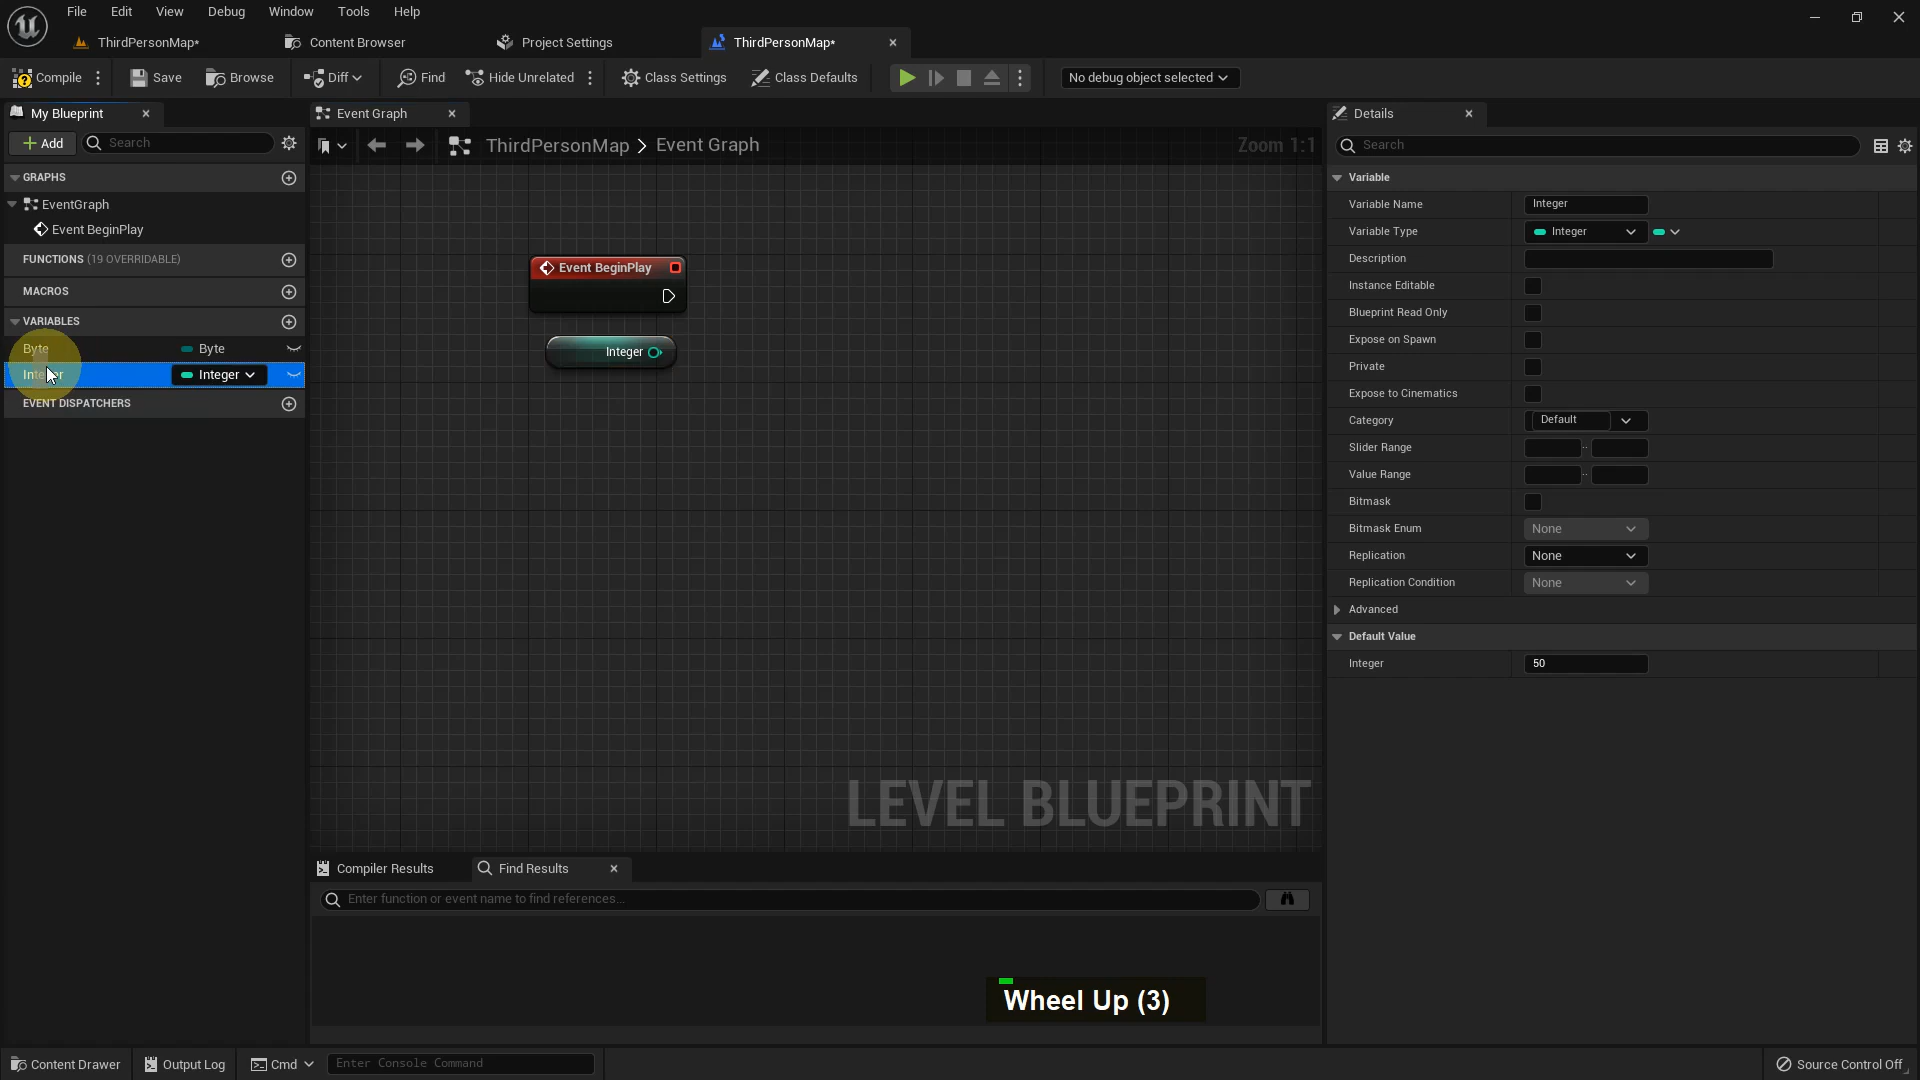 File Edit View Debug Window Tools Help
ThirdPersonMap* Content Browser Project Settings ThirdPersonMap*
Compile Save Browse Diff Find Hide Unrelated Class Settings Class Defaults No debug object selected
My Blueprint Event Graph Details
Add Search ThirdPersonMap > Event Graph Zoom 1:1 Search
GRAPHS
EventGraph
Event BeginPlay
FUNCTIONS (19 OVERRIDABLE)
MACROS
VARIABLES
Byte Byte
Integer Integer
EVENT DISPATCHERS
Event BeginPlay
Integer
LEVEL BLUEPRINT
Compiler Results Find Results
Enter function or event name to find references...
Wheel Up (3)
Variable
Variable Name Integer
Variable Type Integer
Description
Instance Editable
Blueprint Read Only
Expose on Spawn
Private
Expose to Cinematics
Category Default
Slider Range
Value Range
Bitmask
Bitmask Enum None
Replication None
Replication Condition None
Advanced
Default Value
Integer 50
Content Drawer Output Log Cmd Enter Console Command Source Control Off